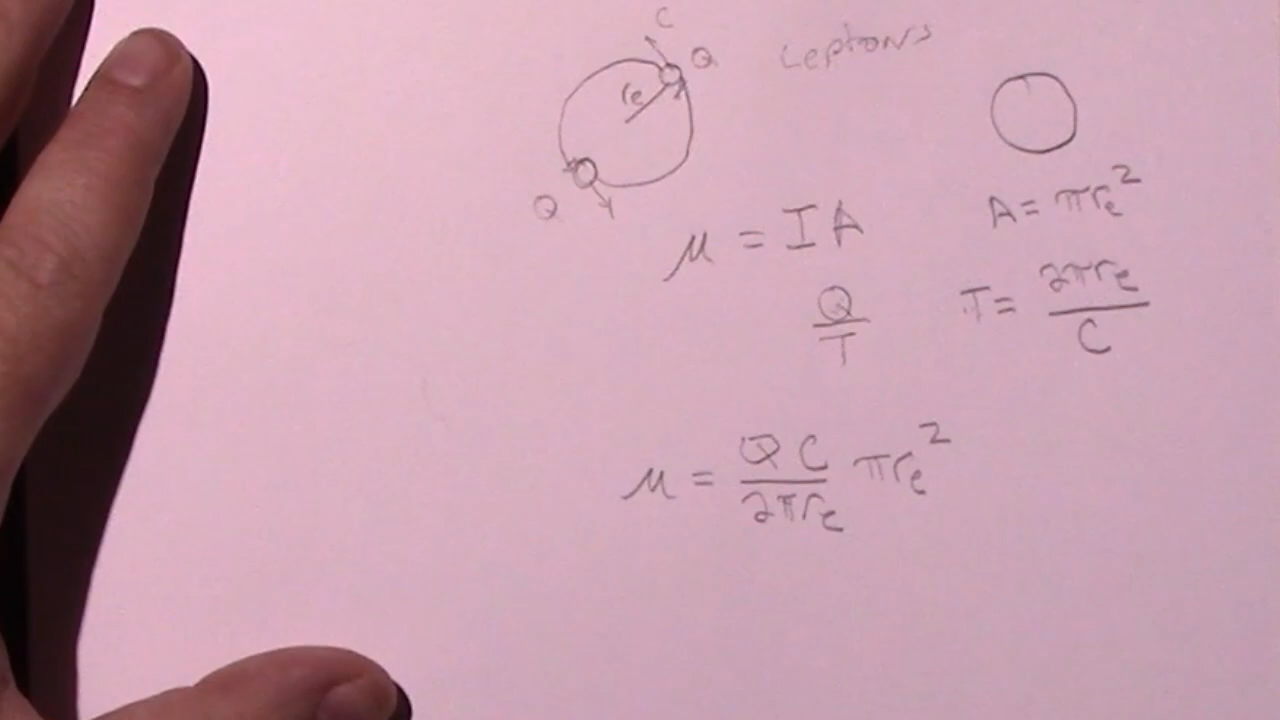 C
Q Leptons
re
Q
μ = IA A = πre²
Q/T T = 2πre/C
μ = QC/2πre πre²